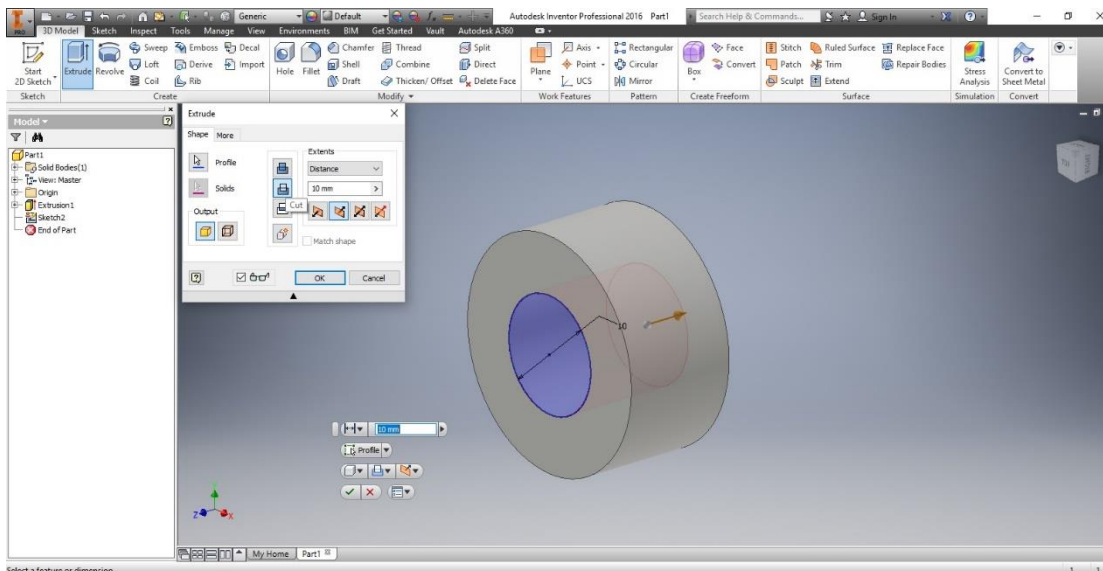 Generic Default Autodesk Inventor Professional 2016 Part1 Search Help & Commands... Sign In
PRO 3D Model Sketch Inspect Tools Manage View Environments BIM Get Started Vault Autodesk A360
Start 2D Sketch
Extrude
Revolve
Sweep Emboss Decal
Loft Derive Import
Coil Rib
Hole
Fillet
Chamfer Thread Split
Shell Combine Direct
Draft Thicken/ Offset Delete Face
Plane
Axis
Point
UCS
Rectangular
Circular
Mirror
Box
Face
Convert
Stitch Ruled Surface Replace Face
Patch Trim Repair Bodies
Sculpt Extend
Stress Analysis
Convert to Sheet Metal
Sketch Create Modify Work Features Pattern Create Freeform Surface Simulation Convert
Model
Part1
Solid Bodies(1)
View: Master
Origin
Extrusion1
Sketch2
End of Part
Extrude
Shape More
Profile
Solids
Output
Cut
Extents
Distance
10 mm
Match shape
OK Cancel
10
10 mm
Profile
Y
Z X
My Home Part1
Select a feature or dimension
1 1